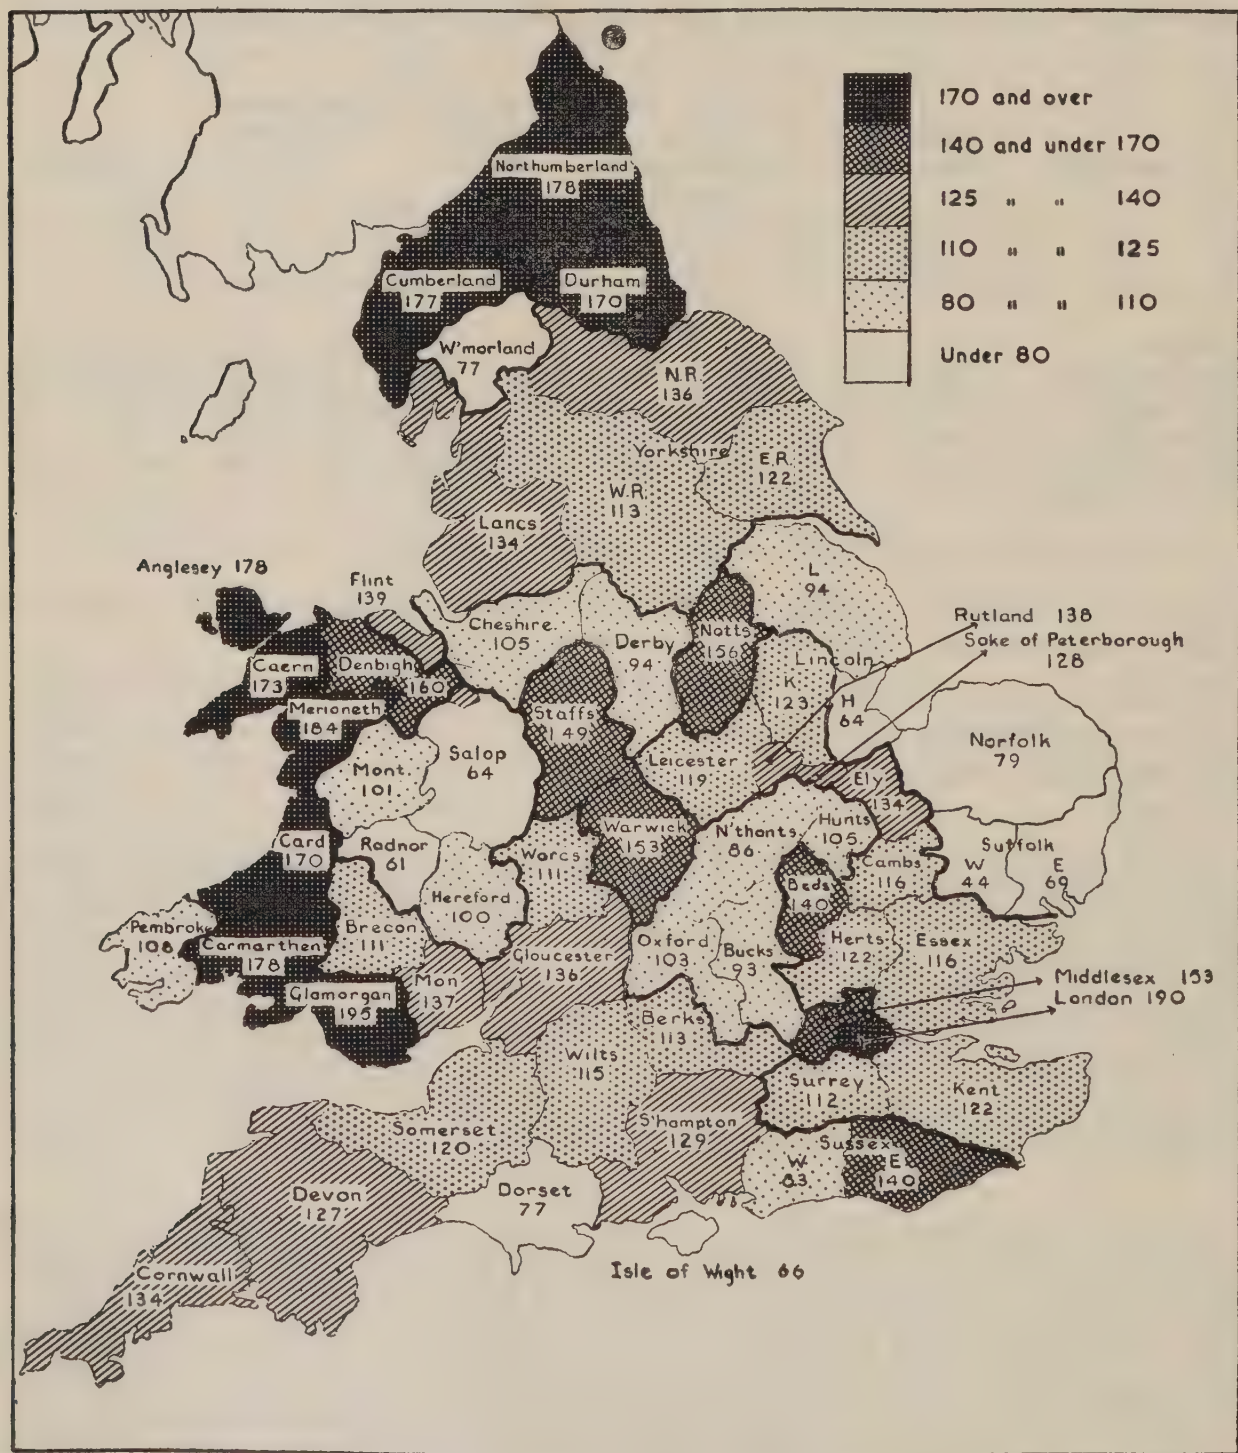 170 and over
140 and under 170
125 " " 140
110 " " 125
80 " " 110
Under 80
Northumberland
178
Cumberland
177
Durham
170
W'morland
77
N.R.
136
Yorkshire
E.R.
122
W.R.
113
Lancs
134
Anglesey 178
Flint
139
Cheshire
105
Derby
94
Notts
156
L
94
Lincoln
K
123
H
64
Rutland 138
Soke of Peterborough
128
Caern
173
Denbigh
160
Merioneth
184
Staffs
149
Salop
64
Mont.
101
Leicester
119
Norfolk
79
Ely
134
Card
170
Radnor
61
Worcs
111
Warwick
153
N'thants
86
Hunts
105
Cambs
116
Suffolk
W
44
E
69
Hereford
100
Beds
140
Pembroke
108
Carmarthen
178
Brecon
111
Gloucester
136
Oxford
103
Bucks
93
Herts
122
Essex
116
Mon
137
Glamorgan
195
Middlesex 153
London 190
Berks
113
Wilts
115
Surrey
112
Kent
122
Somerset
120
S'hampton
129
Sussex
W
83
E
140
Devon
127
Dorset
77
Cornwall
134
Isle of Wight 66